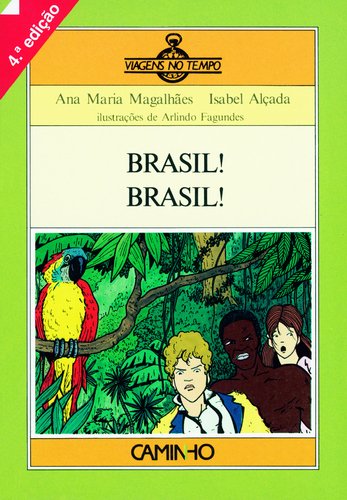 4.ª edição
VIAGENS NO TEMPO
Ana Maria Magalhães Isabel Alçada
ilustrações de Arlindo Fagundes
BRASIL!
BRASIL!
CAMINHO